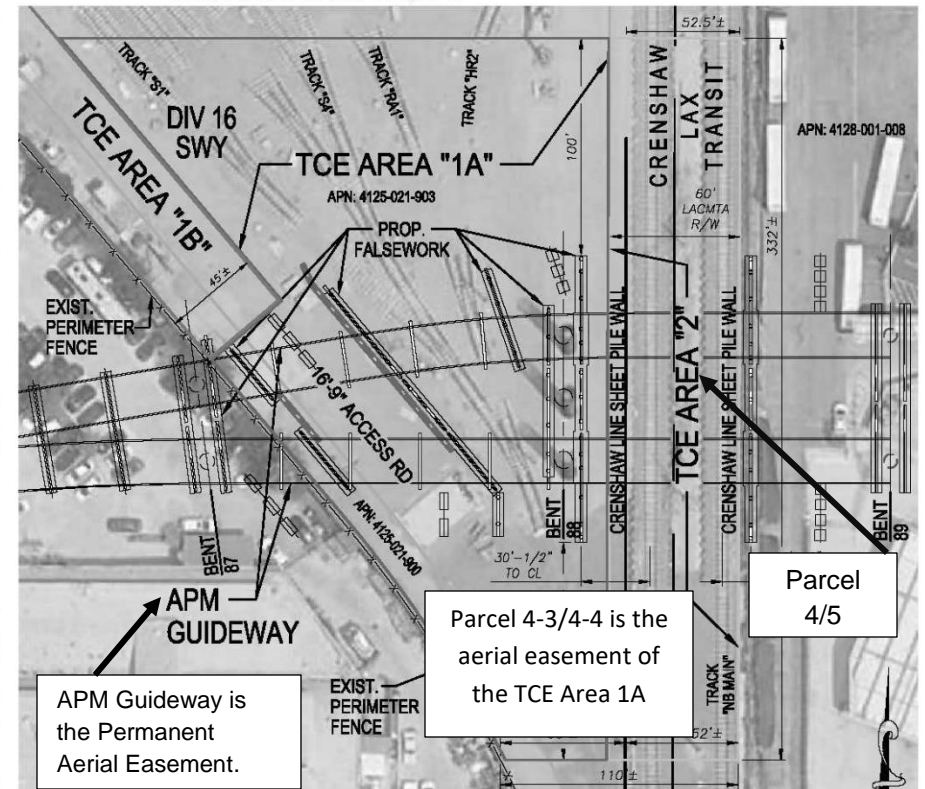 52.5'±
TRACK "S1"
TRACK "S4"
TRACK "RA1"
TRACK "HR2"
DIV 16
SWY
TCE AREA "1A"
APN: 4125-021-903
TCE AREA "1B"
100'
CRENSHAW
LAX
TRANSIT
APN: 4128-001-008
60'
LACMTA
R/W
332'±
PROP.
FALSEWORK
45'±
EXIST.
PERIMETER
FENCE
16'-9" ACCESS RD
APN: 4125-021-900
CRENSHAW LINE SHEET PILE WALL
TCE AREA "2"
CRENSHAW LINE SHEET PILE WALL
BENT
87
BENT
88
BENT
89
30'-1/2"
TO CL
APM
GUIDEWAY
Parcel
4/5
Parcel 4-3/4-4 is the
aerial easement of
the TCE Area 1A
APM Guideway is
the Permanent
Aerial Easement.
EXIST.
PERIMETER
FENCE
TRACK
"NB MAIN"
52'±
110'±